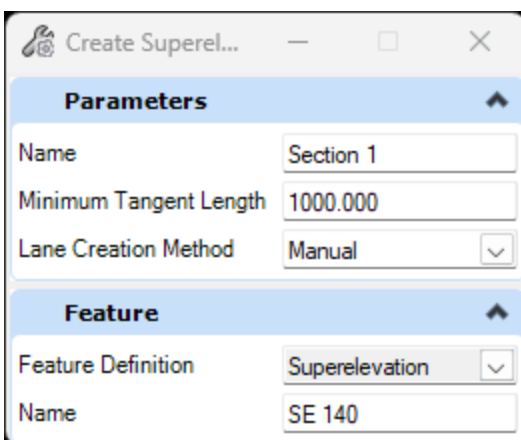 Create Superel...
Parameters
Name Section 1
Minimum Tangent Length 1000.000
Lane Creation Method Manual
Feature
Feature Definition Superelevation
Name SE 140